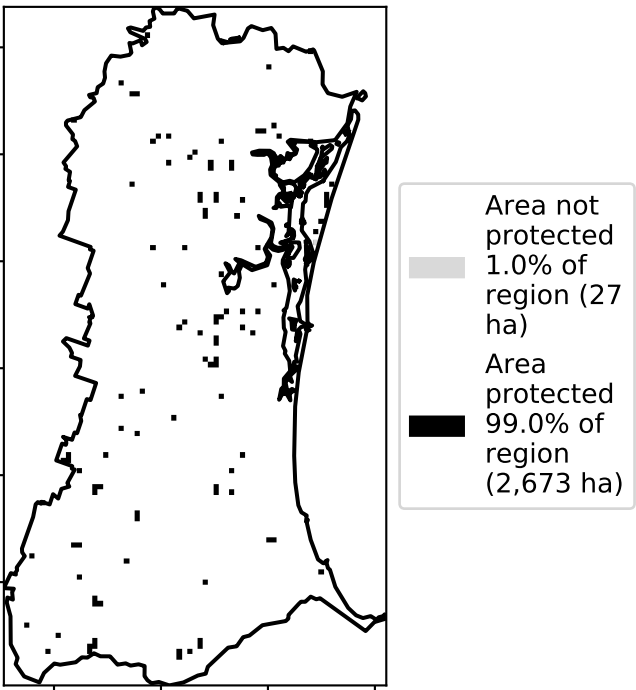 Area not
protected
1.0% of
region (27
ha)
Area
protected
99.0% of
region
(2,673 ha)